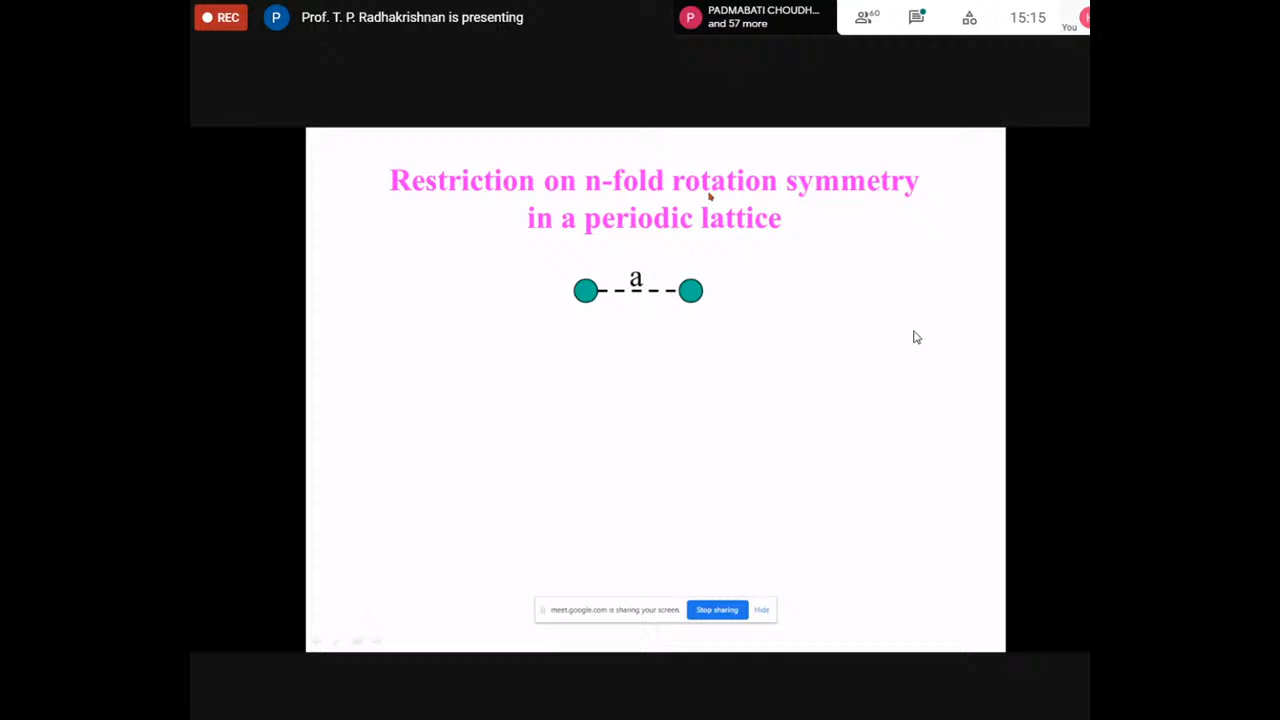 REC
P
Prof. T. P. Radhakrishnan is presenting
P
PADMABATI CHOUDH...
and 57 more
60
15:15
You
Restriction on n-fold rotation symmetry
in a periodic lattice
a
meet.google.com is sharing your screen.
Stop sharing
Hide